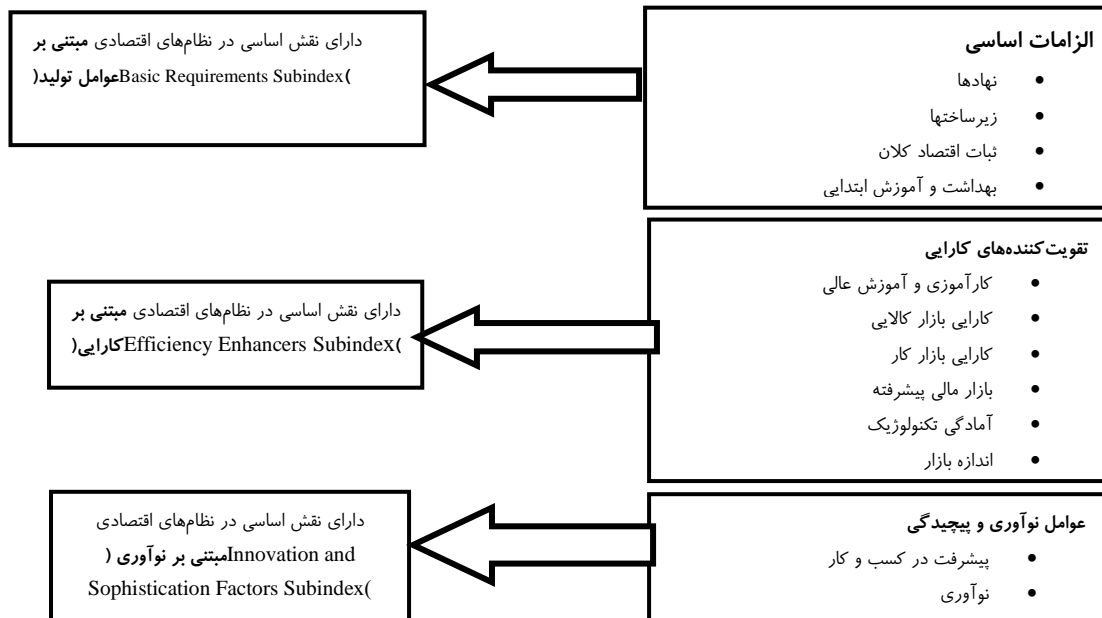 الزامات اساسی
• نهادها
• زیرساختها
• ثبات اقتصاد کلان
• بهداشت و آموزش ابتدایی
دارای نقش اساسی در نظام‌های اقتصادی مبتنی بر
عوامل تولید(Basic Requirements Subindex)
تقویت‌کننده‌های کارایی
• کارآموزی و آموزش عالی
• کارایی بازار کالایی
• کارایی بازار کار
• بازار مالی پیشرفته
• آمادگی تکنولوژیک
• اندازه بازار
دارای نقش اساسی در نظام‌های اقتصادی مبتنی بر
کارایی(Efficiency Enhancers Subindex)
عوامل نوآوری و پیچیدگی
• پیشرفت در کسب و کار
• نوآوری
دارای نقش اساسی در نظام‌های اقتصادی
مبتنی بر نوآوری (Innovation and
Sophistication Factors Subindex)